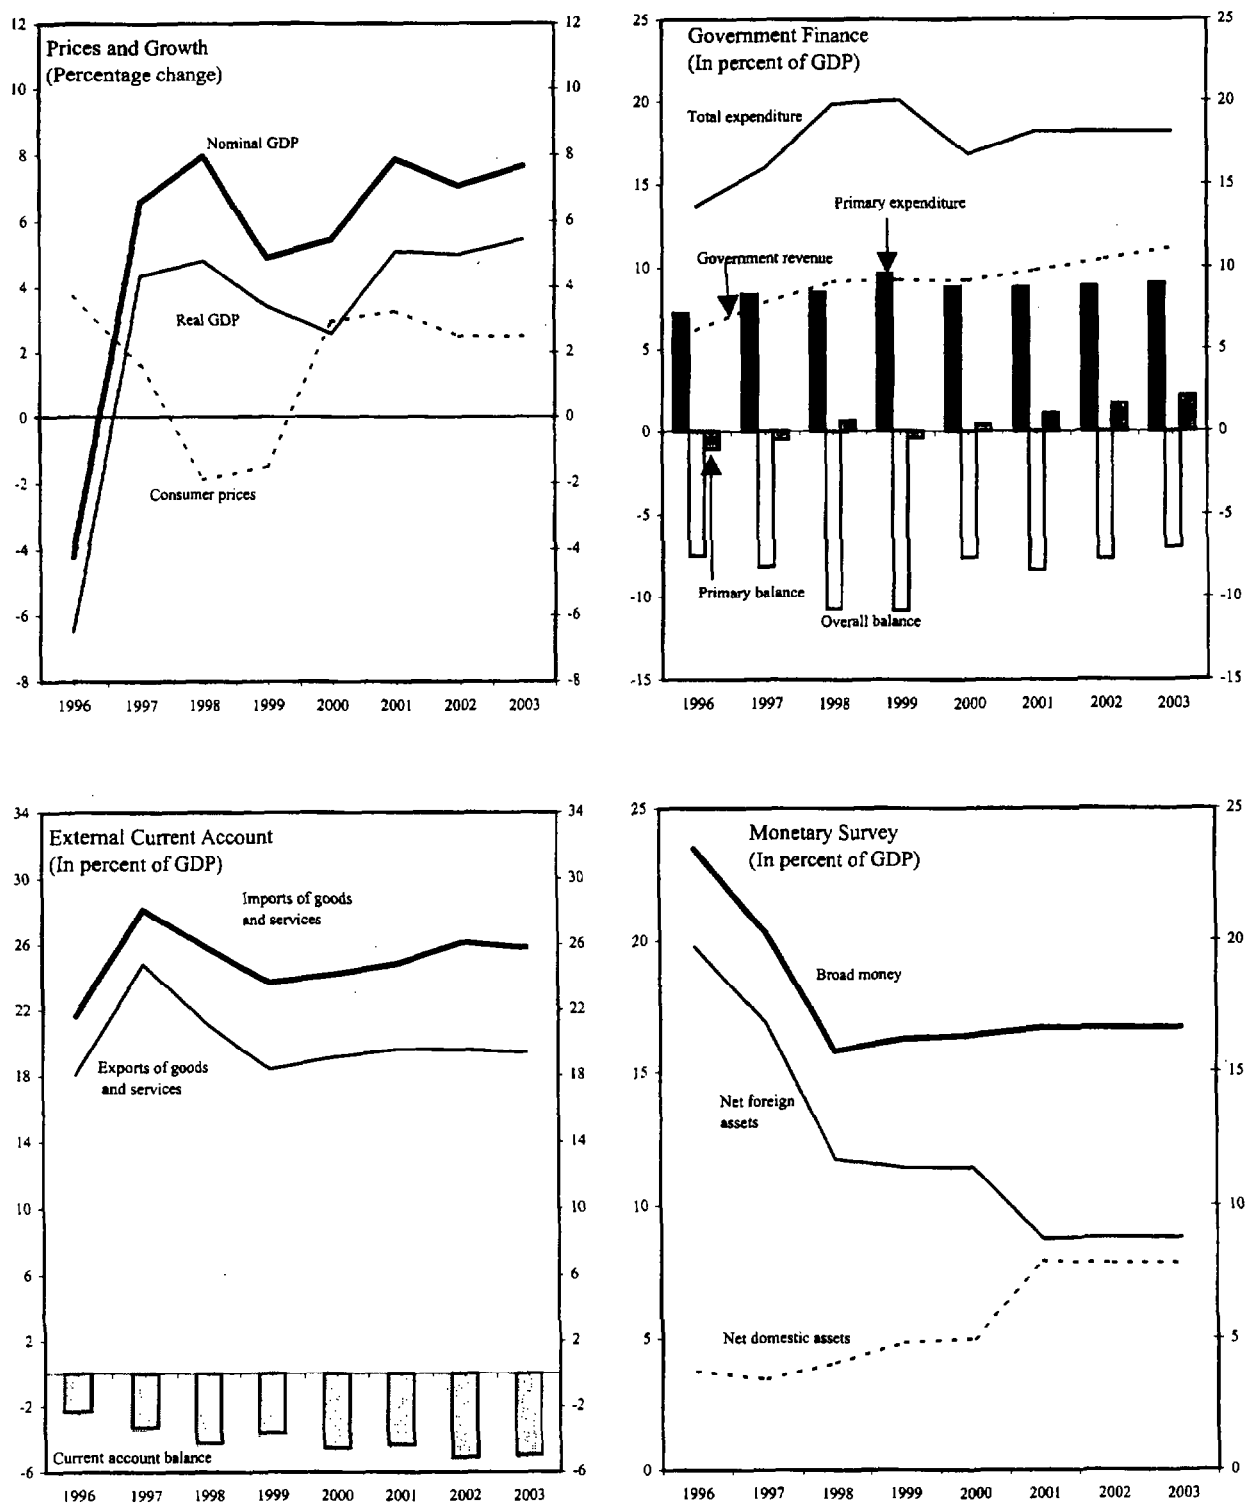 Prices and Growth
(Percentage change)
12
10
8
6
4
2
0
-2
-4
-6
-8
Nominal GDP
Real GDP
Consumer prices
12
10
8
6
4
2
0
-2
-4
-6
-8
1996 1997 1998 1999 2000 2001 2002 2003
Government Finance
(In percent of GDP)
25
20
15
10
5
0
-5
-10
-15
Total expenditure
Primary expenditure
Government revenue
Primary balance
Overall balance
25
20
15
10
5
0
-5
-10
-15
1996 1997 1998 1999 2000 2001 2002 2003
External Current Account
(In percent of GDP)
34
30
26
22
18
14
10
6
2
-2
-6
Imports of goods
and services
Exports of goods
and services
Current account balance
34
30
26
22
18
14
10
6
2
-2
-6
1996 1997 1998 1999 2000 2001 2002 2003
Monetary Survey
(In percent of GDP)
25
20
15
10
5
0
Broad money
Net foreign
assets
Net domestic assets
25
20
15
10
5
0
1996 1997 1998 1999 2000 2001 2002 2003